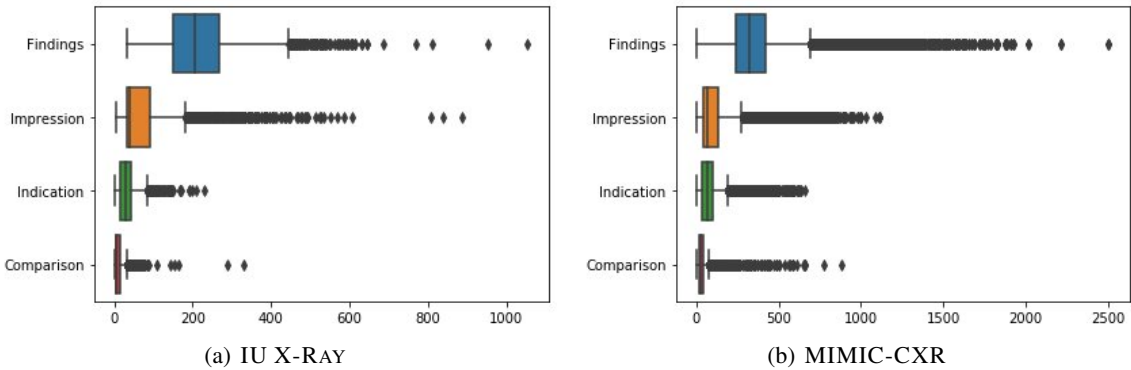 Findings
Impression
Indication
Comparison
0 200 400 600 800 1000
(a) IU X-RAY
Findings
Impression
Indication
Comparison
0 500 1000 1500 2000 2500
(b) MIMIC-CXR